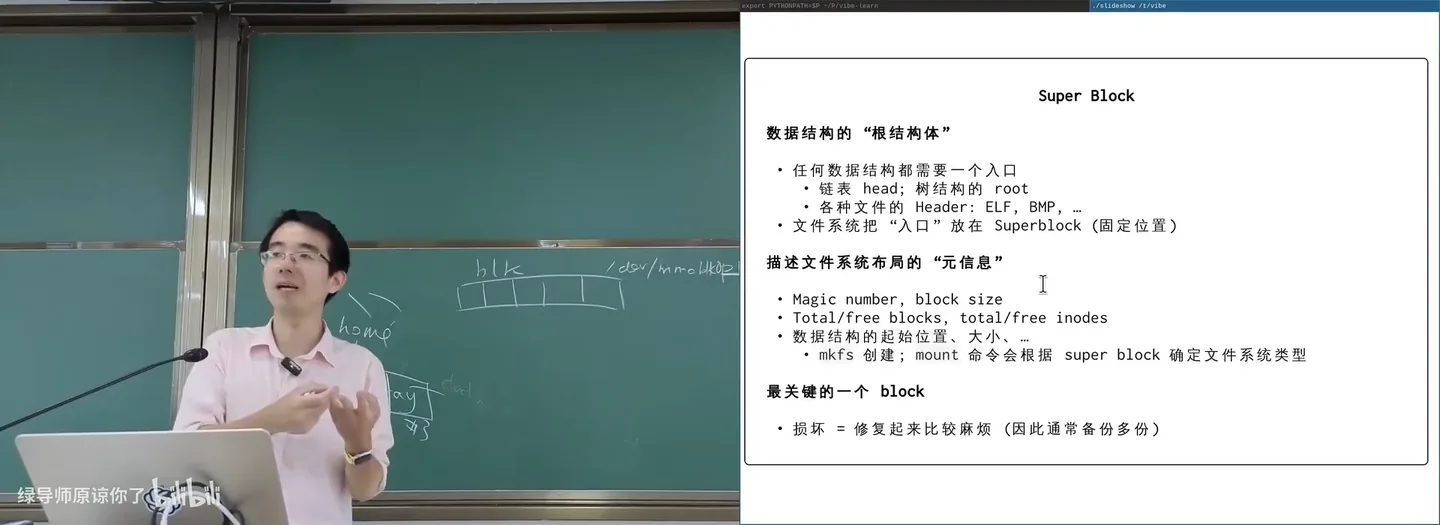 export PYTHONPATH=$P ~/P/vibe-learn
./slideshow /t/vibe
Super Block
数据结构的 “根结构体”
• 任何数据结构都需要一个入口
• 链表 head; 树结构的 root
• 各种文件的 Header: ELF, BMP, …
• 文件系统把 “入口” 放在 Superblock (固定位置)
描述文件系统布局的 “元信息”
• Magic number, block size
• Total/free blocks, total/free inodes
• 数据结构的起始位置、大小、…
• mkfs 创建; mount 命令会根据 super block 确定文件系统类型
最关键的一个 block
• 损坏 = 修复起来比较麻烦 (因此通常备份多份)
blk
home
绿导师原谅你了
bilibili